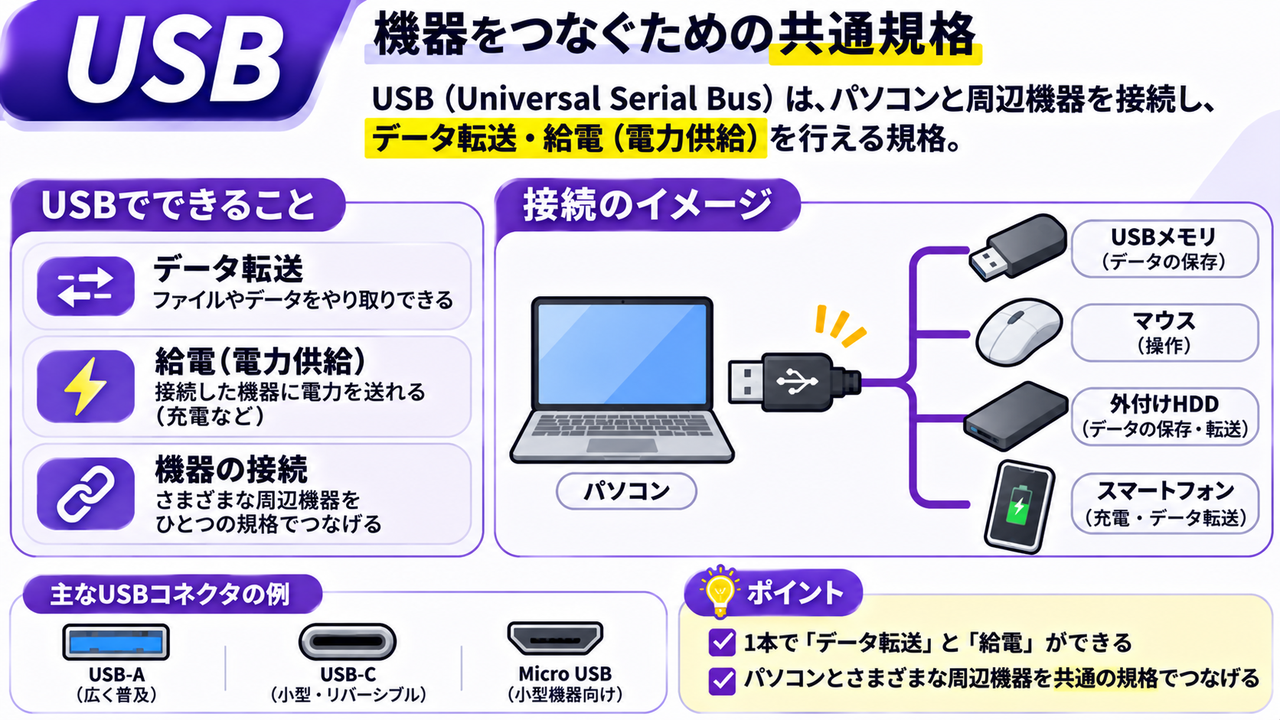 USB
機器をつなぐための共通規格
USB（Universal Serial Bus）は、パソコンと周辺機器を接続し、
データ転送・給電（電力供給）を行える規格。
USBでできること
データ転送
ファイルやデータをやり取りできる
給電（電力供給）
接続した機器に電力を送れる
（充電など）
機器の接続
さまざまな周辺機器を
ひとつの規格でつなげる
接続のイメージ
パソコン
USBメモリ
（データの保存）
マウス
（操作）
外付けHDD
（データの保存・転送）
スマートフォン
（充電・データ転送）
主なUSBコネクタの例
USB-A
（広く普及）
USB-C
（小型・リバーシブル）
Micro USB
（小型機器向け）
ポイント
1本で「データ転送」と「給電」ができる
パソコンとさまざまな周辺機器を共通の規格でつなげる